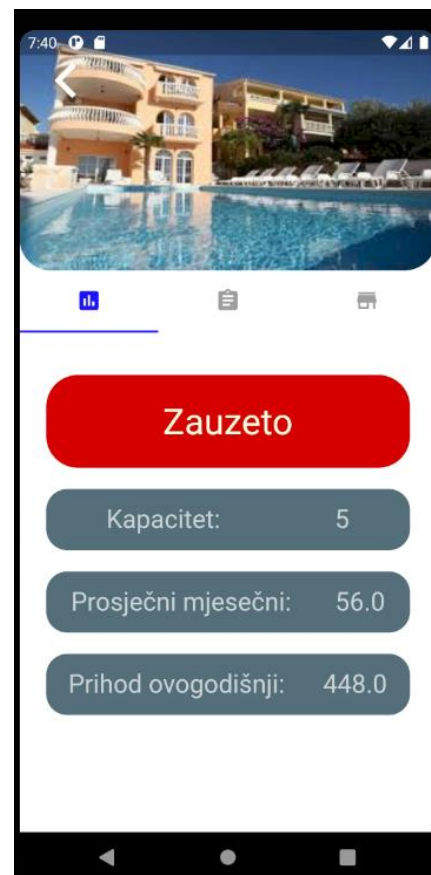 7:40
Zauzeto
Kapacitet: 5
Prosječni mjesečni: 56.0
Prihod ovogodišnji: 448.0